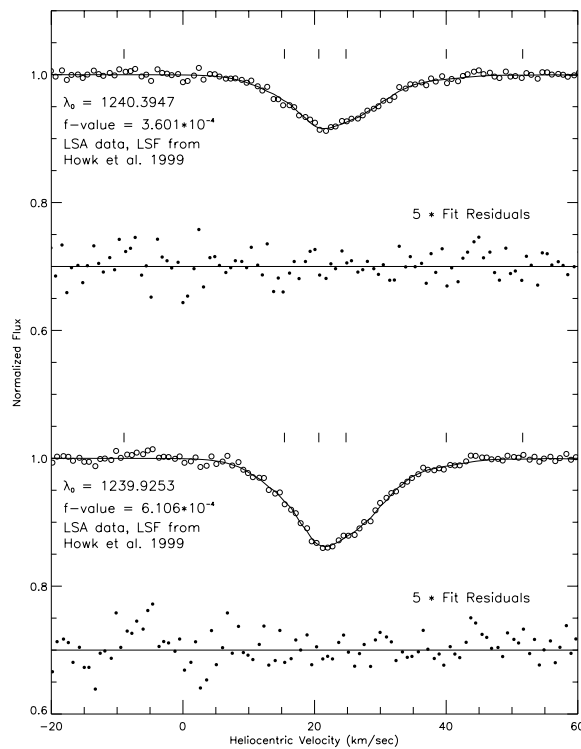 1.0
λ₀ = 1240.3947
f-value = 3.601*10⁻⁴
LSA data, LSF from
Howk et al. 1999
0.8
5 * Fit Residuals
0.6
Normalized Flux
1.0
λ₀ = 1239.9253
f-value = 6.106*10⁻⁴
LSA data, LSF from
Howk et al. 1999
0.8
5 * Fit Residuals
0.6
-20 0 20 40 60
Heliocentric Velocity (km/sec)